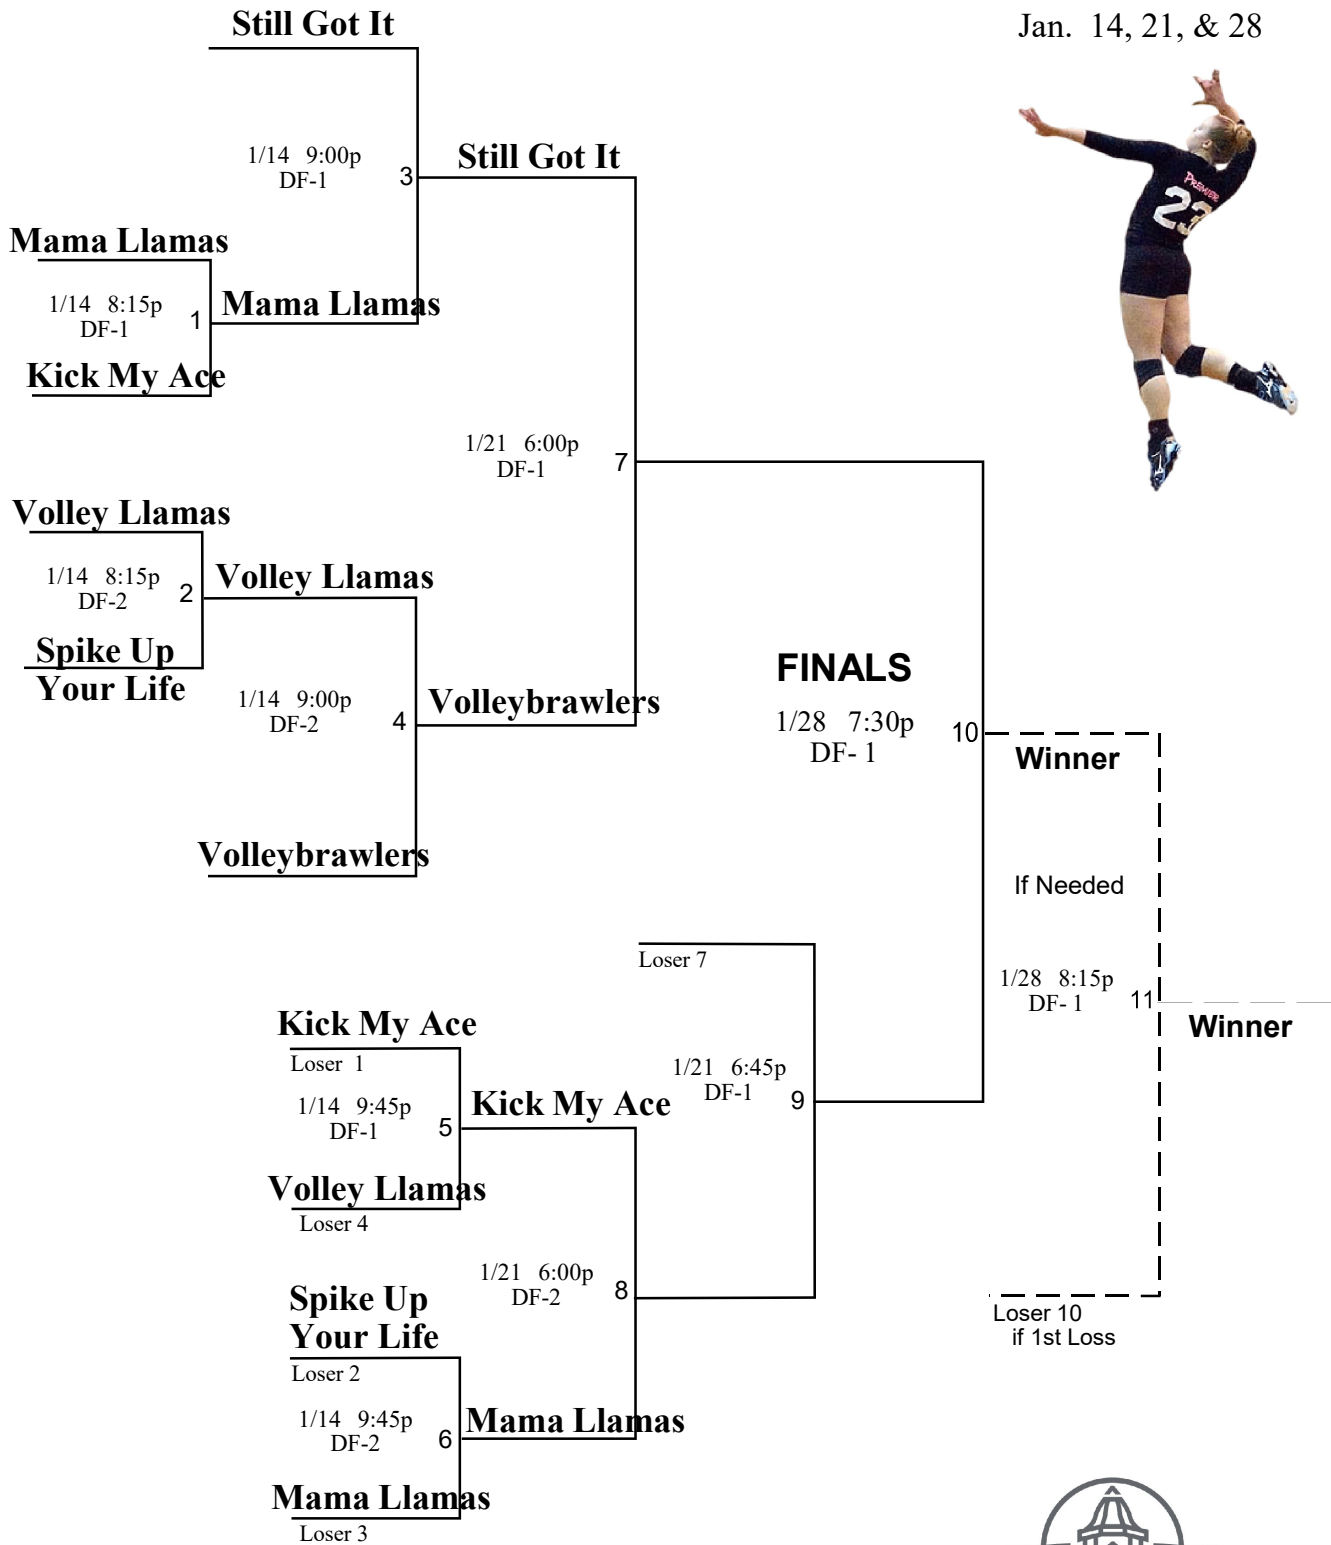 Still Got It
Jan. 14, 21, & 28
1/14 9:00p
DF-1
3
Still Got It
PREMIER
23
Mama Llamas
1/14 8:15p
DF-1
1
Mama Llamas
Kick My Ace
1/21 6:00p
DF-1
7
Volley Llamas
1/14 8:15p
DF-2
2
Volley Llamas
Spike Up
Your Life
1/14 9:00p
DF-2
4
Volleybrawlers
FINALS
1/28 7:30p
DF- 1
10
Winner
Volleybrawlers
If Needed
Loser 7
1/28 8:15p
DF- 1
11
Winner
Kick My Ace
Loser 1
1/14 9:45p
DF-1
5
Kick My Ace
1/21 6:45p
DF-1
9
Volley Llamas
Loser 4
1/21 6:00p
DF-2
8
Spike Up
Your Life
Loser 2
Loser 10
if 1st Loss
1/14 9:45p
DF-2
6
Mama Llamas
Mama Llamas
Loser 3